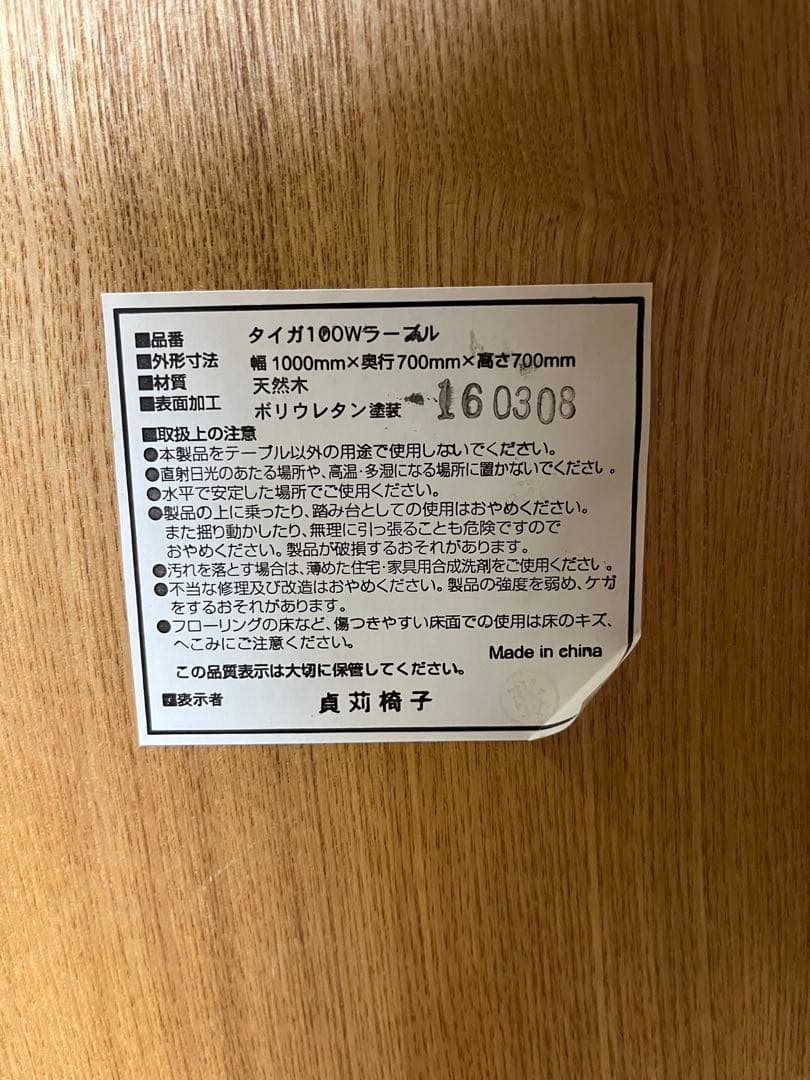 ■品番 タイガ100Wラーブル
■外形寸法 幅1000mm×奥行700mm×高さ700mm
■材質 天然木
■表面加工 ポリウレタン塗装 160308
■取扱上の注意
●本製品をテーブル以外の用途で使用しないでください。
●直射日光のあたる場所や、高温・多湿になる場所に置かないでください。
●水平で安定した場所でご使用ください。
●製品の上に乗ったり、踏み台としての使用はおやめください。
また揺り動かしたり、無理に引っ張ることも危険ですので
おやめください。製品が破損するおそれがあります。
●汚れを落とす場合は、薄めた住宅・家具用合成洗剤をご使用ください。
●不当な修理及び改造はおやめください。製品の強度を弱め、ケガ
をするおそれがあります。
●フローリングの床など、傷つきやすい床面での使用は床のキズ、
へこみにご注意ください。
Made in china
この品質表示は大切に保管してください。
■表示者 貞苅椅子